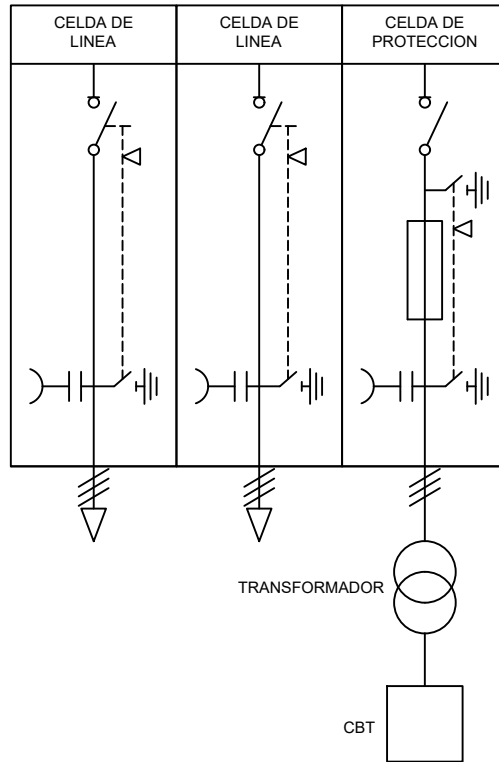 CELDA DE
LINEA
CELDA DE
LINEA
CELDA DE
PROTECCION
TRANSFORMADOR
CBT